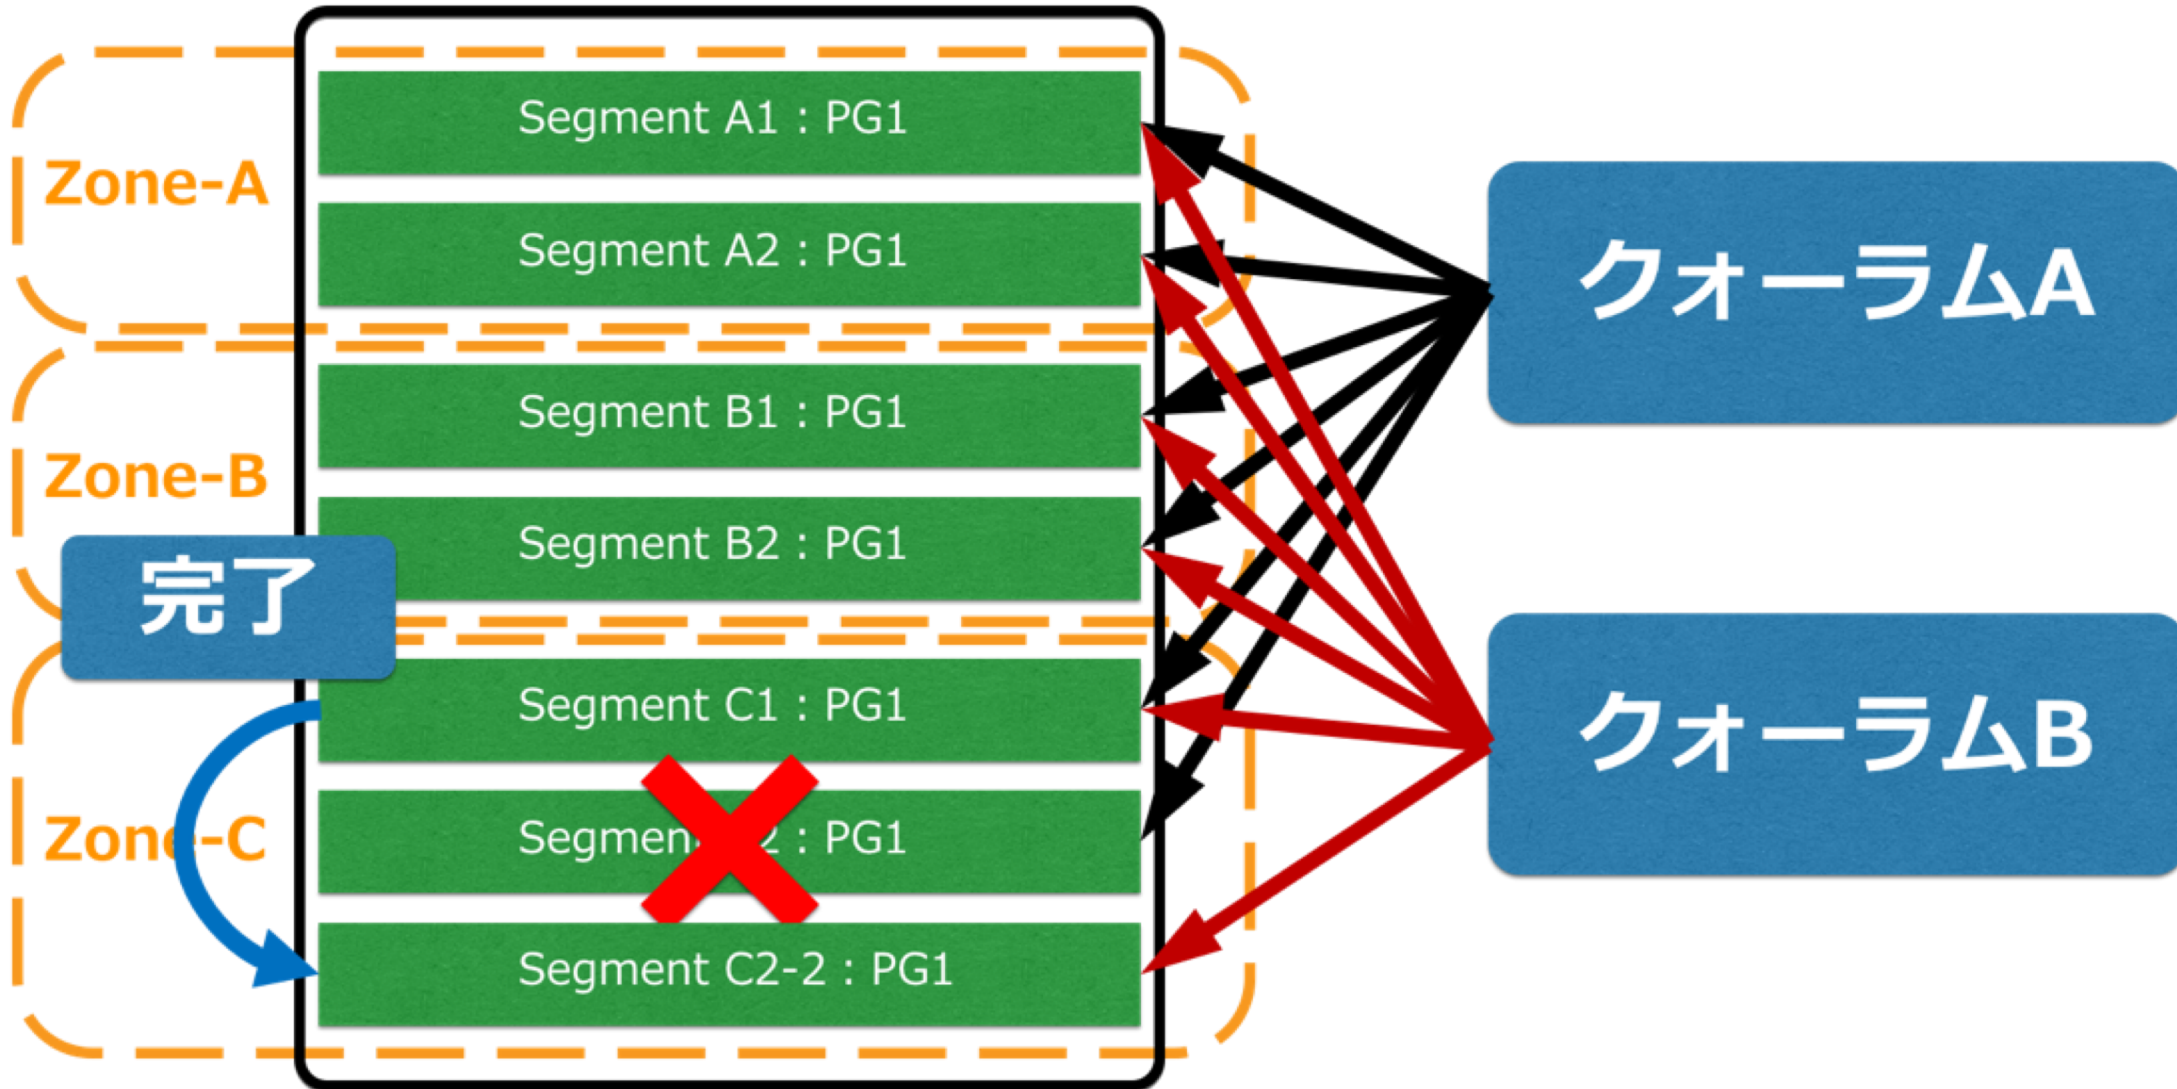 Zone-A
Segment A1 : PG1
Segment A2 : PG1
Zone-B
Segment B1 : PG1
Segment B2 : PG1
完了
Zone-C
Segment C1 : PG1
2 : PG1
Segment C2-2 : PG1
クォーラムA
クォーラムB